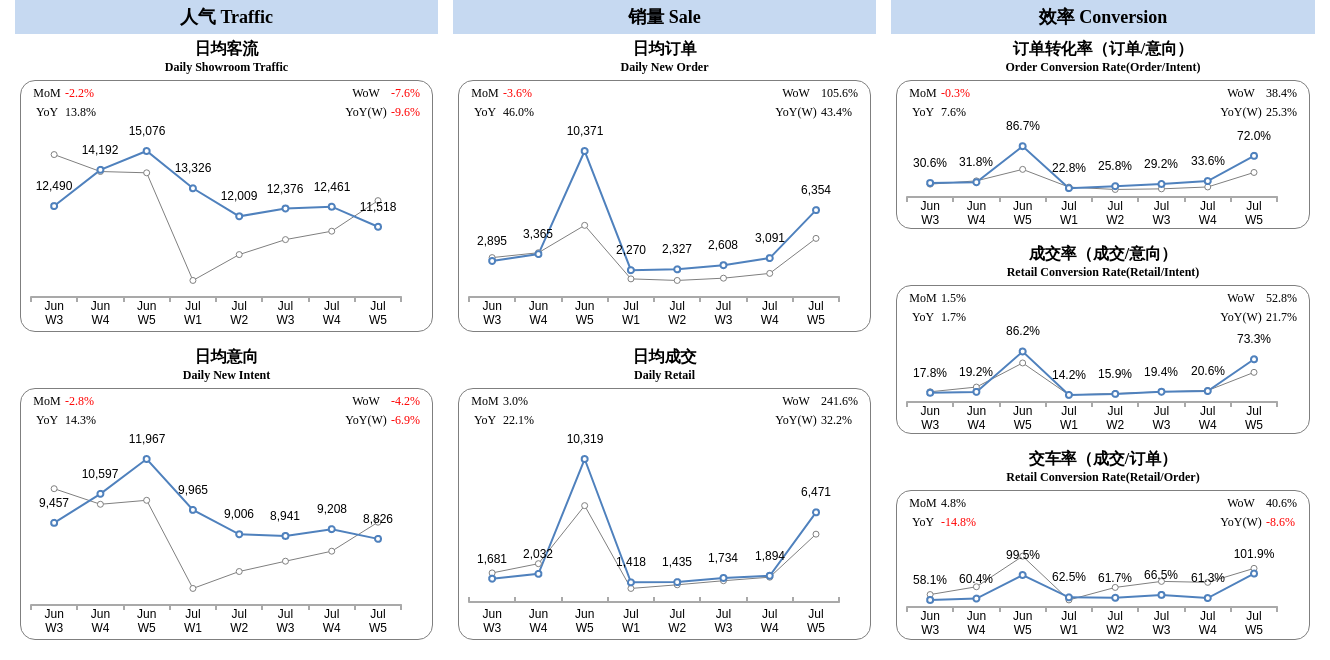 人气 Traffic
日均客流
Daily Showroom Traffic
MoM -2.2% WoW -7.6%
YoY 13.8% YoY(W) -9.6%
12,490 14,192 15,076 13,326 12,009 12,376 12,461 11,518
Jun Jun Jun Jul Jul Jul Jul Jul
W3 W4 W5 W1 W2 W3 W4 W5
日均意向
Daily New Intent
MoM -2.8% WoW -4.2%
YoY 14.3% YoY(W) -6.9%
9,457 10,597 11,967 9,965 9,006 8,941 9,208 8,826
Jun Jun Jun Jul Jul Jul Jul Jul
W3 W4 W5 W1 W2 W3 W4 W5
销量 Sale
日均订单
Daily New Order
MoM -3.6% WoW 105.6%
YoY 46.0% YoY(W) 43.4%
2,895 3,365 10,371 2,270 2,327 2,608 3,091 6,354
Jun Jun Jun Jul Jul Jul Jul Jul
W3 W4 W5 W1 W2 W3 W4 W5
日均成交
Daily Retail
MoM 3.0% WoW 241.6%
YoY 22.1% YoY(W) 32.2%
1,681 2,032 10,319 1,418 1,435 1,734 1,894 6,471
Jun Jun Jun Jul Jul Jul Jul Jul
W3 W4 W5 W1 W2 W3 W4 W5
效率 Conversion
订单转化率（订单/意向）
Order Conversion Rate(Order/Intent)
MoM -0.3% WoW 38.4%
YoY 7.6% YoY(W) 25.3%
30.6% 31.8% 86.7% 22.8% 25.8% 29.2% 33.6% 72.0%
Jun Jun Jun Jul Jul Jul Jul Jul
W3 W4 W5 W1 W2 W3 W4 W5
成交率（成交/意向）
Retail Conversion Rate(Retail/Intent)
MoM 1.5% WoW 52.8%
YoY 1.7% YoY(W) 21.7%
17.8% 19.2% 86.2% 14.2% 15.9% 19.4% 20.6% 73.3%
Jun Jun Jun Jul Jul Jul Jul Jul
W3 W4 W5 W1 W2 W3 W4 W5
交车率（成交/订单）
Retail Conversion Rate(Retail/Order)
MoM 4.8% WoW 40.6%
YoY -14.8% YoY(W) -8.6%
58.1% 60.4% 99.5% 62.5% 61.7% 66.5% 61.3% 101.9%
Jun Jun Jun Jul Jul Jul Jul Jul
W3 W4 W5 W1 W2 W3 W4 W5